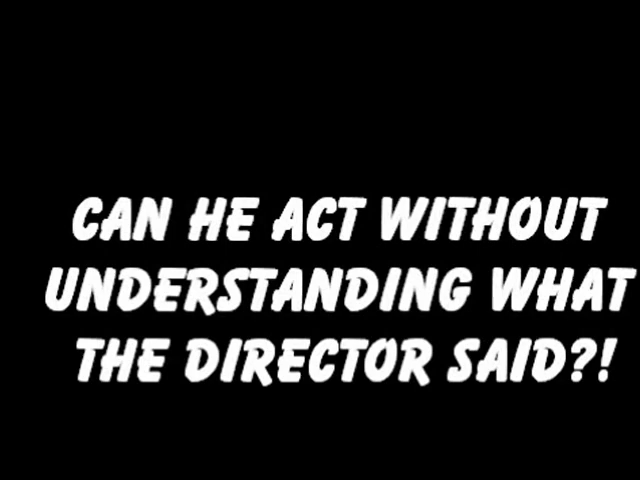 CAN HE ACT WITHOUT
UNDERSTANDING WHAT
THE DIRECTOR SAID?!